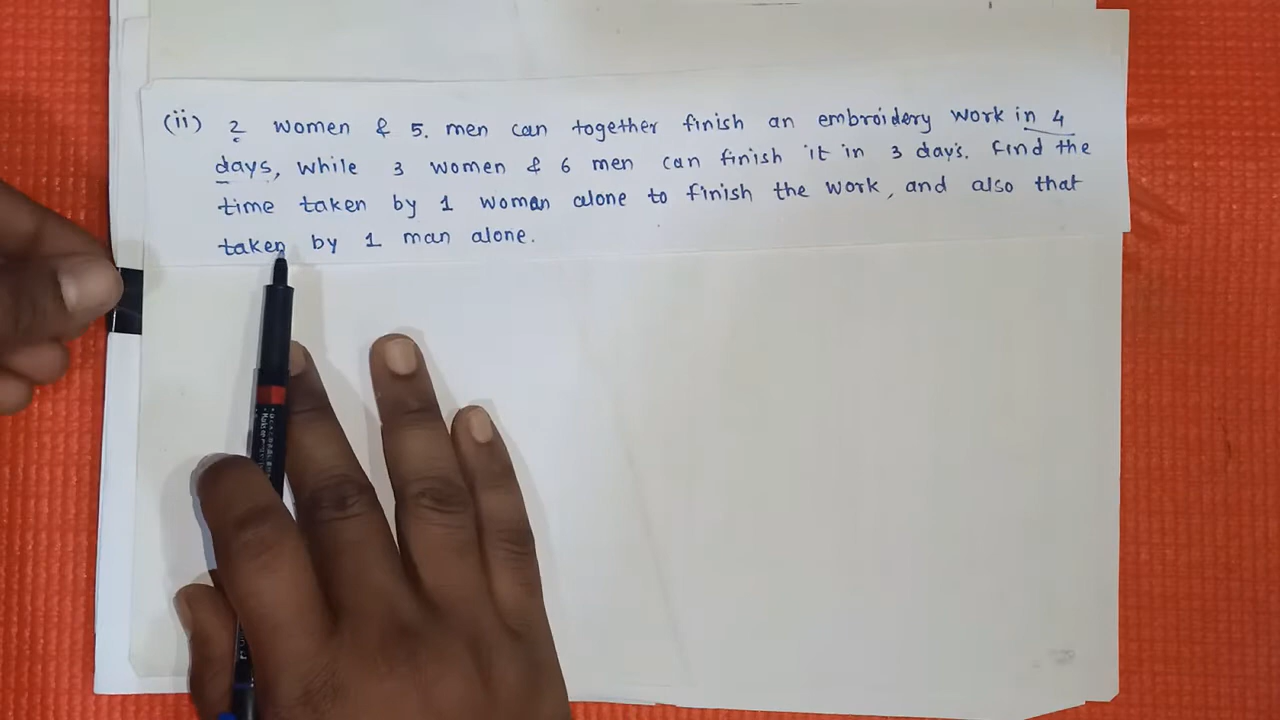 (ii) 2 women & 5. men can together finish an embroidery work in 4
days, while 3 women & 6 men can finish it in 3 days. Find the
time taken by 1 woman alone to finish the work, and also that
taken by 1 man alone.